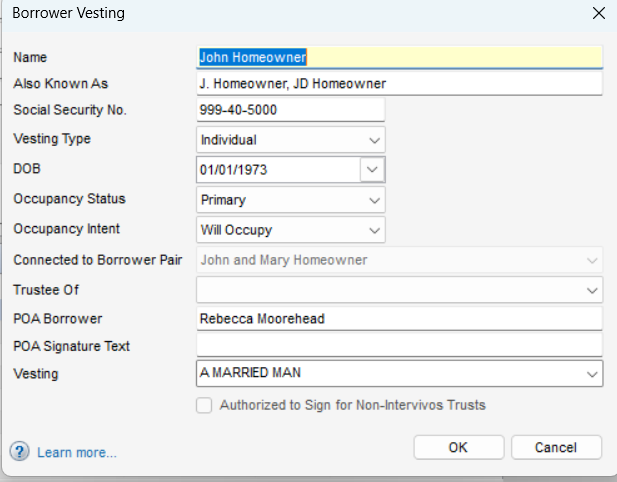 Borrower Vesting
Name John Homeowner
Also Known As J. Homeowner, JD Homeowner
Social Security No. 999-40-5000
Vesting Type Individual
DOB 01/01/1973
Occupancy Status Primary
Occupancy Intent Will Occupy
Connected to Borrower Pair John and Mary Homeowner
Trustee Of
POA Borrower Rebecca Moorehead
POA Signature Text
Vesting A MARRIED MAN
Authorized to Sign for Non-Intervivos Trusts
? Learn more... OK Cancel